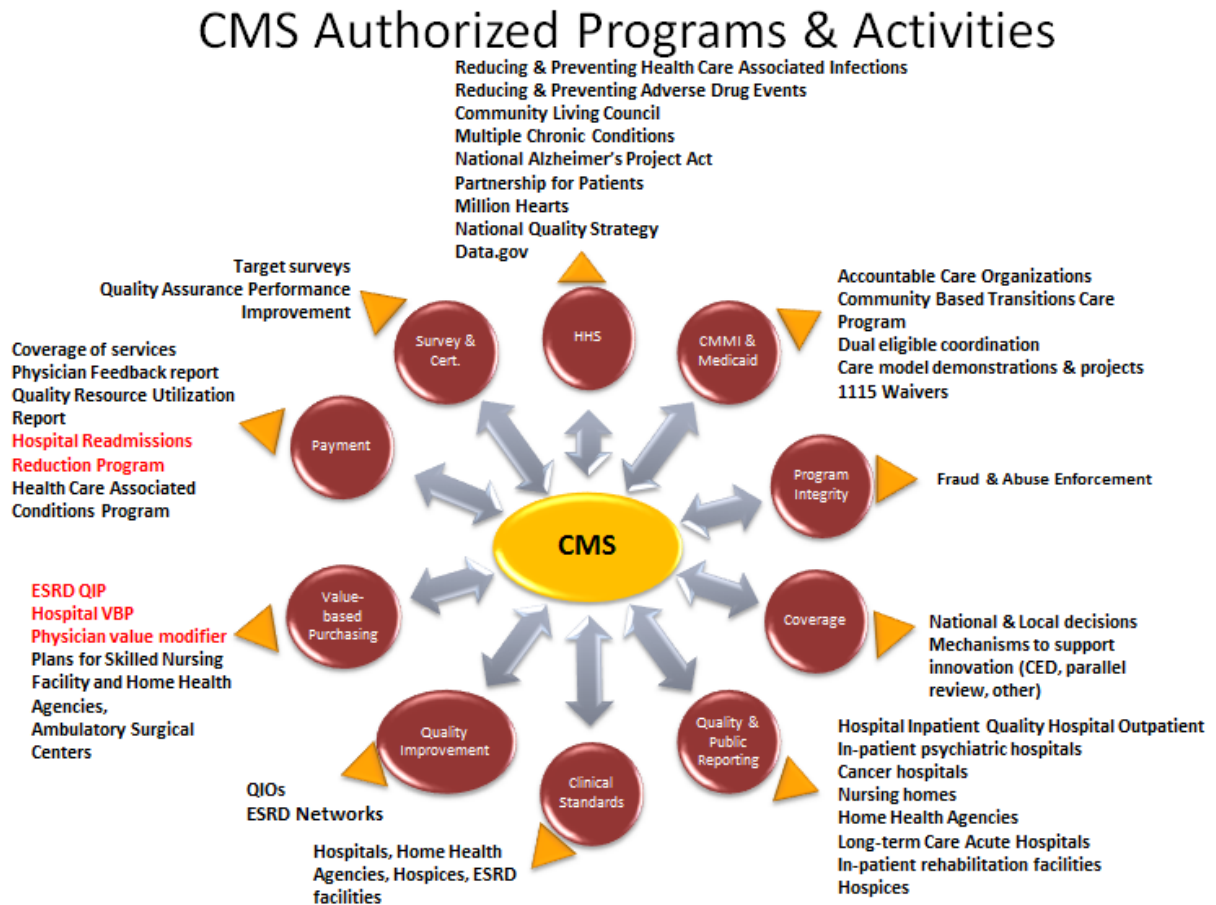 CMS Authorized Programs & Activities
Reducing & Preventing Health Care Associated Infections
Reducing & Preventing Adverse Drug Events
Community Living Council
Multiple Chronic Conditions
National Alzheimer's Project Act
Partnership for Patients
Million Hearts
National Quality Strategy
Data.gov
Target surveys
Quality Assurance Performance
Improvement
Survey &
Cert.
HHS
CMMI &
Medicaid
Accountable Care Organizations
Community Based Transitions Care
Program
Dual eligible coordination
Care model demonstrations & projects
1115 Waivers
Coverage of services
Physician Feedback report
Quality Resource Utilization
Report
Hospital Readmissions
Reduction Program
Health Care Associated
Conditions Program
Payment
Program
Integrity
Fraud & Abuse Enforcement
CMS
ESRD QIP
Hospital VBP
Physician value modifier
Plans for Skilled Nursing
Facility and Home Health
Agencies,
Ambulatory Surgical
Centers
Value-
based
Purchasing
Coverage
National & Local decisions
Mechanisms to support
innovation (CED, parallel
review, other)
Quality
Improvement
QIOs
ESRD Networks
Clinical
Standards
Hospitals, Home Health
Agencies, Hospices, ESRD
facilities
Quality &
Public
Reporting
Hospital Inpatient Quality Hospital Outpatient
In-patient psychiatric hospitals
Cancer hospitals
Nursing homes
Home Health Agencies
Long-term Care Acute Hospitals
In-patient rehabilitation facilities
Hospices